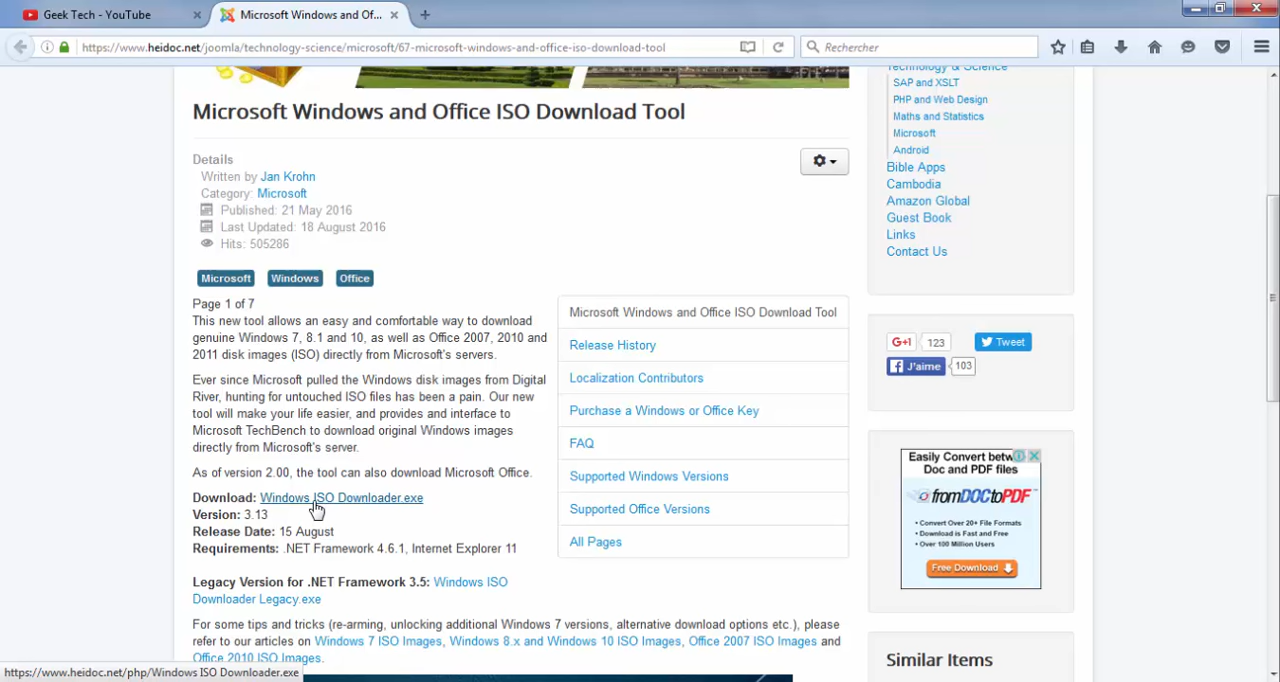 Geek Tech - YouTube
Microsoft Windows and Of...
https://www.heidoc.net/joomla/technology-science/microsoft/67-microsoft-windows-and-office-iso-download-tool
Rechercher
Microsoft Windows and Office ISO Download Tool
Details
Written by Jan Krohn
Category: Microsoft
Published: 21 May 2016
Last Updated: 18 August 2016
Hits: 505286
Microsoft
Windows
Office
Page 1 of 7
This new tool allows an easy and comfortable way to download
genuine Windows 7, 8.1 and 10, as well as Office 2007, 2010 and
2011 disk images (ISO) directly from Microsoft's servers.
Ever since Microsoft pulled the Windows disk images from Digital
River, hunting for untouched ISO files has been a pain. Our new
tool will make your life easier, and provides and interface to
Microsoft TechBench to download original Windows images
directly from Microsoft's server.
As of version 2.00, the tool can also download Microsoft Office.
Download: Windows ISO Downloader.exe
Version: 3.13
Release Date: 15 August
Requirements: .NET Framework 4.6.1, Internet Explorer 11
Legacy Version for .NET Framework 3.5: Windows ISO
Downloader Legacy.exe
For some tips and tricks (re-arming, unlocking additional Windows 7 versions, alternative download options etc.), please
refer to our articles on Windows 7 ISO Images, Windows 8.x and Windows 10 ISO Images, Office 2007 ISO Images and
Office 2010 ISO Images.
Microsoft Windows and Office ISO Download Tool
Release History
Localization Contributors
Purchase a Windows or Office Key
FAQ
Supported Windows Versions
Supported Office Versions
All Pages
Technology & Science
SAP and XSLT
PHP and Web Design
Maths and Statistics
Microsoft
Android
Bible Apps
Cambodia
Amazon Global
Guest Book
Links
Contact Us
G+1 123
Tweet
J'aime 103
Easily Convert betw
Doc and PDF files
fromDOCtoPDF
• Convert Over 20+ File Formats
• Download is Fast and Free
• Over 100 Million Users
Free Download
Similar Items
https://www.heidoc.net/php/Windows ISO Downloader.exe